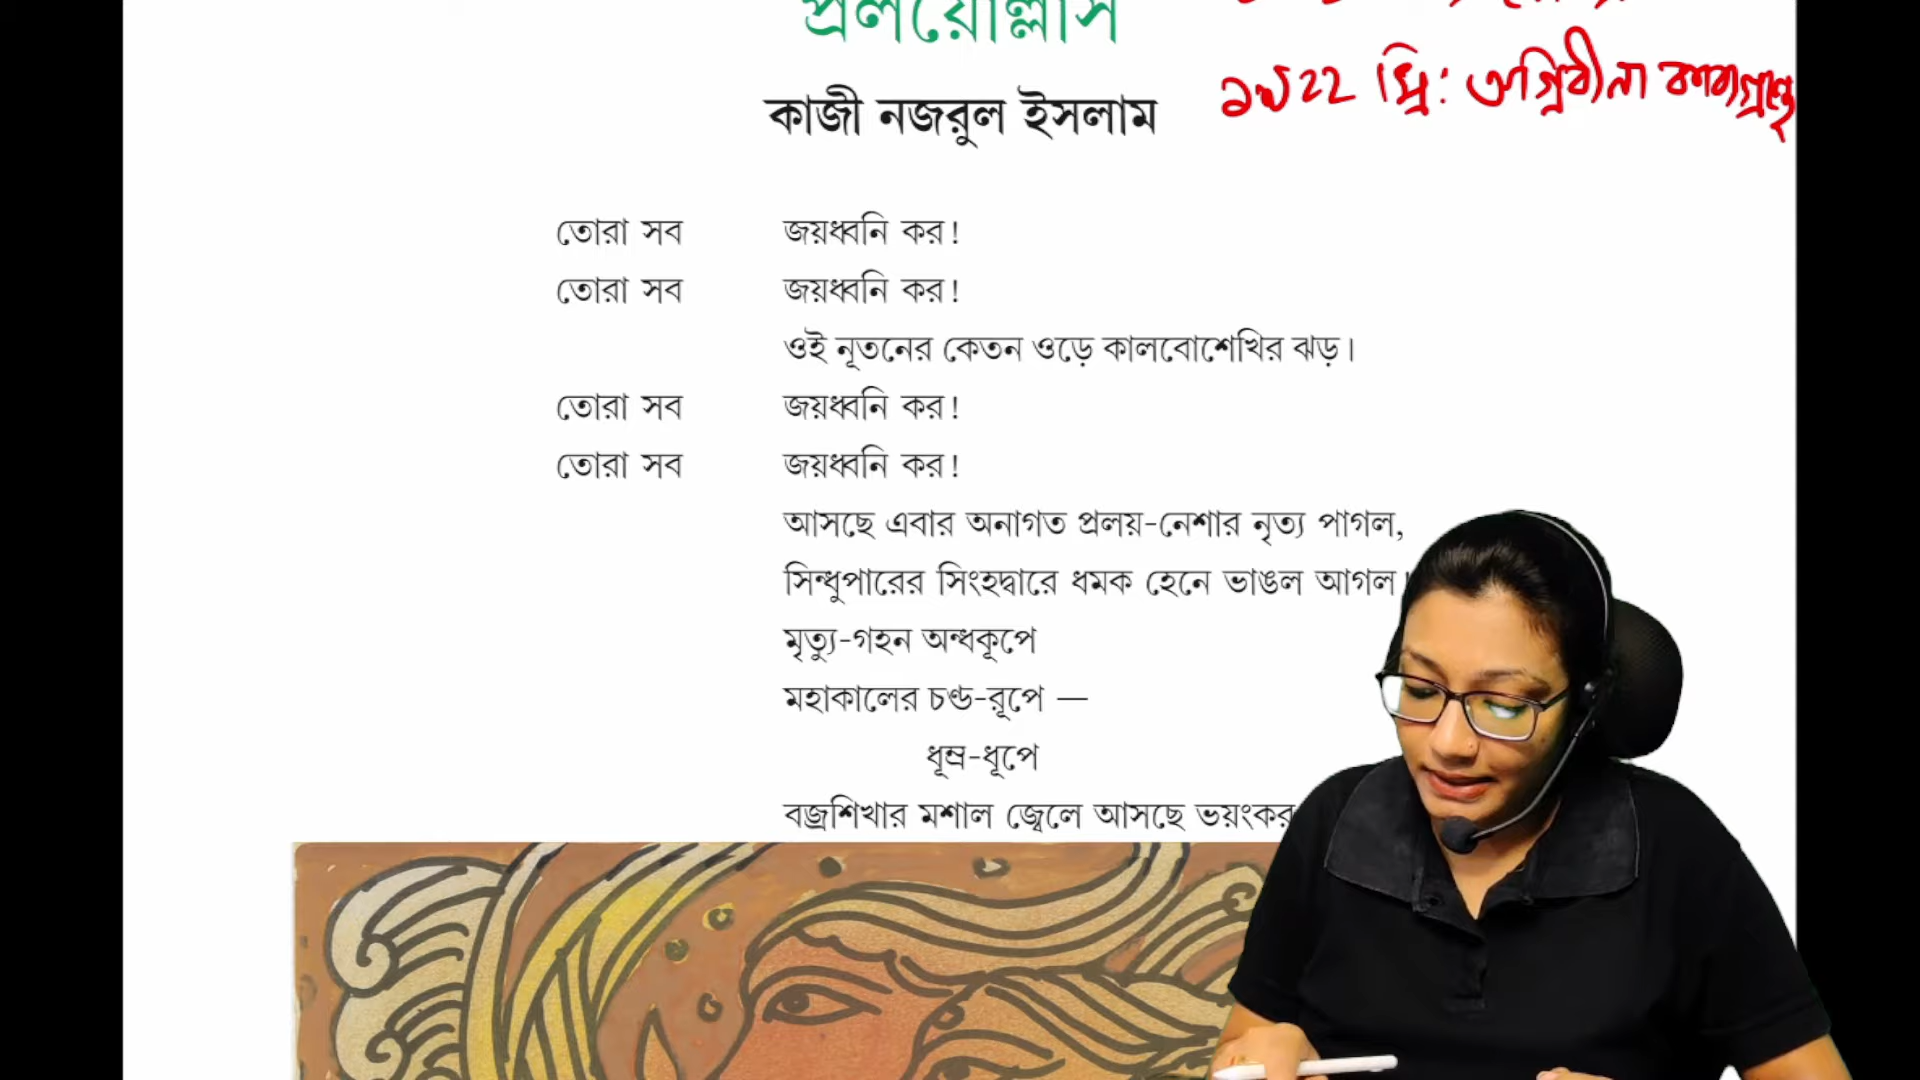 প্রলয়োল্লাস
১৯22 খ্রি: অগ্নিবীনা কাব্যগ্রন্থে
কাজী নজরুল ইসলাম
তোরা সব জয়ধ্বনি কর!
তোরা সব জয়ধ্বনি কর!
ওই নূতনের কেতন ওড়ে কালবোশেখির ঝড়।
তোরা সব জয়ধ্বনি কর!
তোরা সব জয়ধ্বনি কর!
আসছে এবার অনাগত প্রলয়-নেশার নৃত্য পাগল,
সিন্ধুপারের সিংহদ্বারে ধমক হেনে ভাঙল আগল।
মৃত্যু-গহন অন্ধকূপে
মহাকালের চণ্ড-রূপে —
ধূম্র-ধূপে
বজ্রশিখার মশাল জ্বেলে আসছে ভয়ংকর